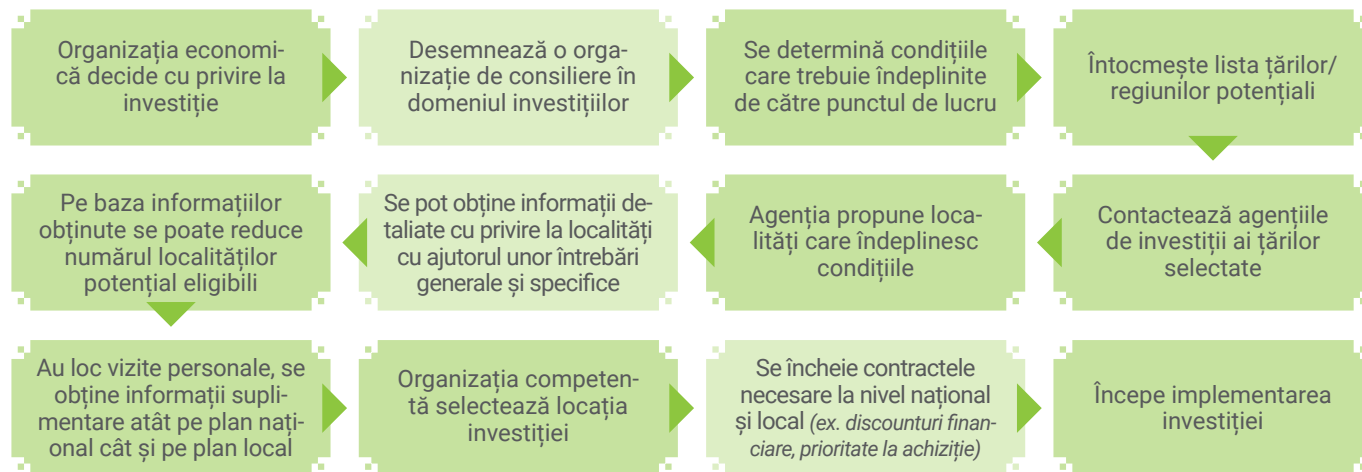 Organizația economi-
că decide cu privire la
investiție
Desemnează o orga-
nizație de consiliere în
domeniul investițiilor
Se determină condițiile
care trebuie îndeplinite
de către punctul de lucru
Întocmește lista țărilor/
regiunilor potențiali
Contactează agențiile
de investiții ai țărilor
selectate
Agenția propune loca-
lități care îndeplinesc
condițiile
Se pot obține informații de-
taliate cu privire la localități
cu ajutorul unor întrebări
generale și specifice
Pe baza informațiilor
obținute se poate reduce
numărul localităților
potențial eligibili
Au loc vizite personale, se
obține informații supli-
mentare atât pe plan nați-
onal cât și pe plan local
Organizația competen-
tă selectează locația
investiției
Se încheie contractele
necesare la nivel național
și local (ex. discounturi finan-
ciare, prioritate la achiziție)
Începe implementarea
investiției